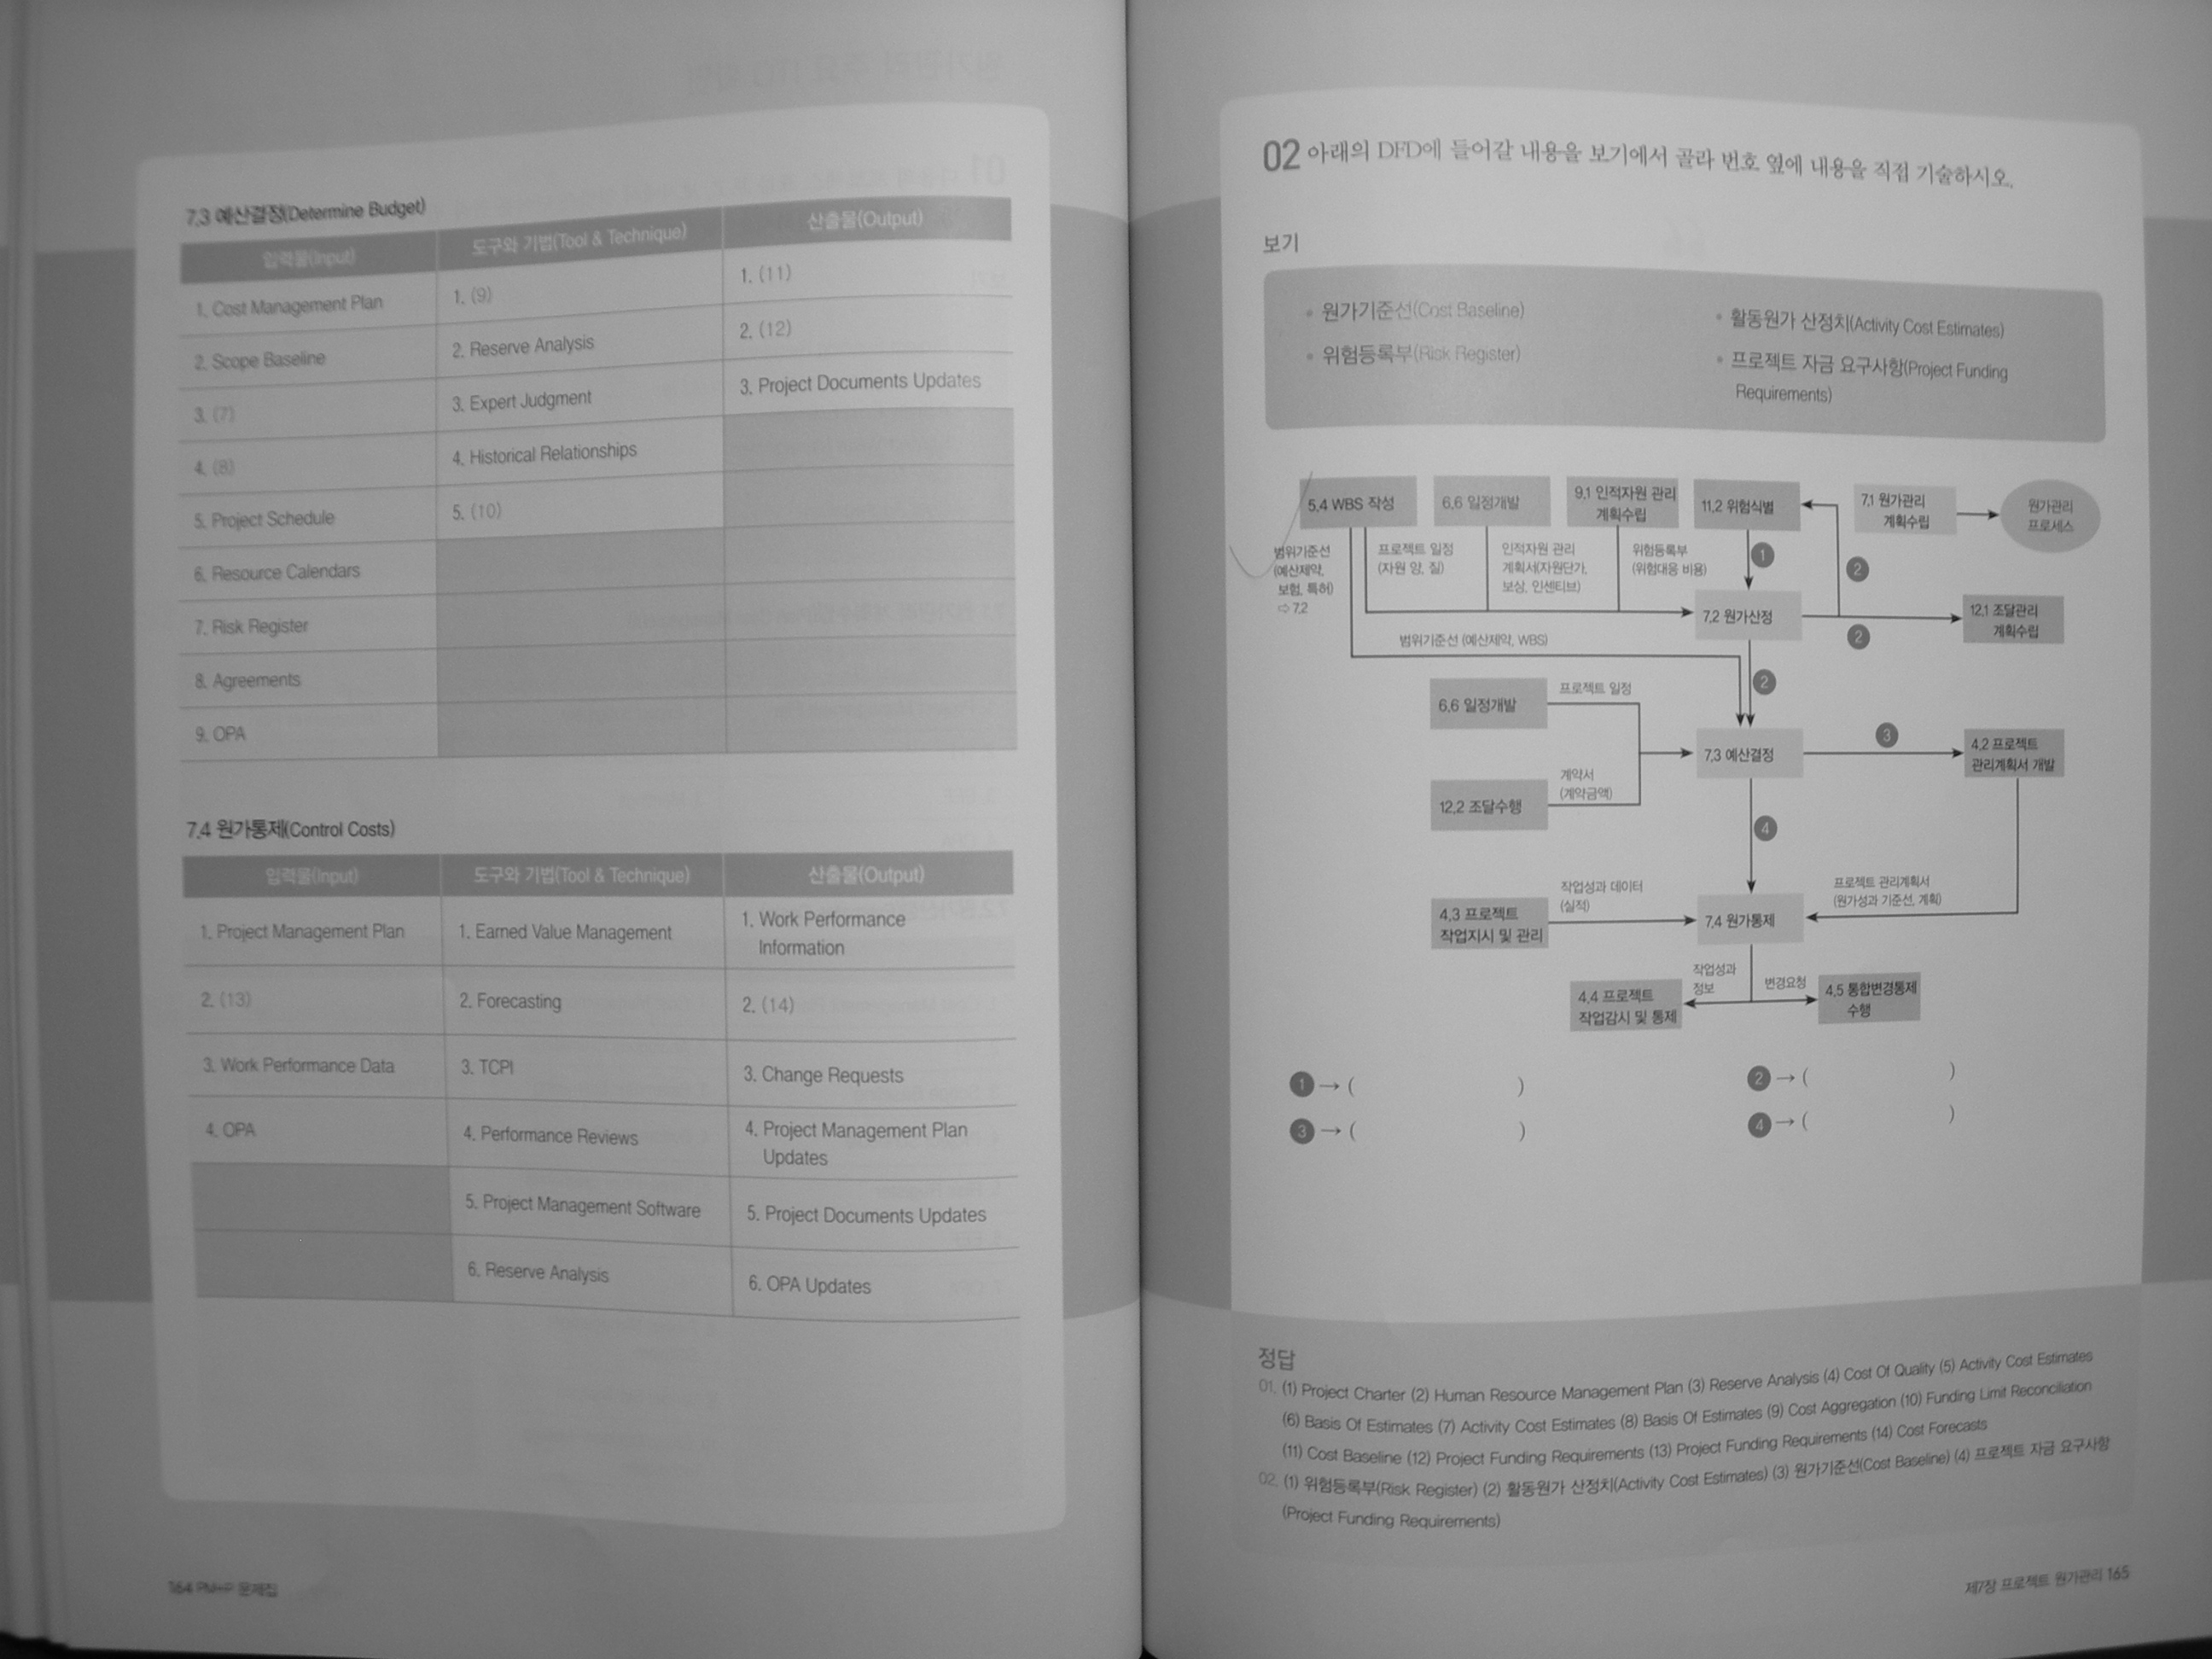 7.3 예산결정(Determine Budget)
입력물(Input) 도구와 기법(Tool & Technique) 산출물(Output)
1. Cost Management Plan 1. (9) 1. (11)
2. Scope Baseline 2. Reserve Analysis 2. (12)
3. (7) 3. Expert Judgment 3. Project Documents Updates
4. (8) 4. Historical Relationships
5. Project Schedule 5. (10)
6. Resource Calendars
7. Risk Register
8. Agreements
9. OPA
7.4 원가통제(Control Costs)
입력물(Input) 도구와 기법(Tool & Technique) 산출물(Output)
1. Project Management Plan 1. Earned Value Management 1. Work Performance
Information
2. (13) 2. Forecasting 2. (14)
3. Work Performance Data 3. TCPI 3. Change Requests
4. OPA 4. Performance Reviews 4. Project Management Plan
Updates
5. Project Management Software 5. Project Documents Updates
6. Reserve Analysis 6. OPA Updates
164 PMP 문제집
02 아래의 DFD에 들어갈 내용을 보기에서 골라 번호 옆에 내용을 직접 기술하시오.
보기
• 원가기준선(Cost Baseline) • 활동원가 산정치(Activity Cost Estimates)
• 위험등록부(Risk Register) • 프로젝트 자금 요구사항(Project Funding
Requirements)
5.4 WBS 작성
6.6 일정개발
9.1 인적자원 관리
계획수립
11.2 위험식별
7.1 원가관리
계획수립
원가관리
프로세스
범위기준선
(예산제약,
보험, 특허)
⇨ 7.2
프로젝트 일정
(자원 양, 질)
인적자원 관리
계획서(자원단가,
보상, 인센티브)
위험등록부
(위험대응 비용)
1
2
7.2 원가산정
2
12.1 조달관리
계획수립
범위기준선 (예산제약, WBS)
2
6.6 일정개발
프로젝트 일정
7.3 예산결정
3
4.2 프로젝트
관리계획서 개발
12.2 조달수행
계약서
(계약금액)
4
4.3 프로젝트
작업지시 및 관리
작업성과 데이터
(실적)
7.4 원가통제
프로젝트 관리계획서
(원가성과 기준선, 계획)
작업성과
정보
변경요청
4.4 프로젝트
작업감시 및 통제
4.5 통합변경통제
수행
1 → ( ) 2 → ( )
3 → ( ) 4 → ( )
정답
01. (1) Project Charter (2) Human Resource Management Plan (3) Reserve Analysis (4) Cost Of Quality (5) Activity Cost Estimates
(6) Basis Of Estimates (7) Activity Cost Estimates (8) Basis Of Estimates (9) Cost Aggregation (10) Funding Limit Reconciliation
(11) Cost Baseline (12) Project Funding Requirements (13) Project Funding Requirements (14) Cost Forecasts
02. (1) 위험등록부(Risk Register) (2) 활동원가 산정치(Activity Cost Estimates) (3) 원가기준선(Cost Baseline) (4) 프로젝트 자금 요구사항
(Project Funding Requirements)
제7장 프로젝트 원가관리 165